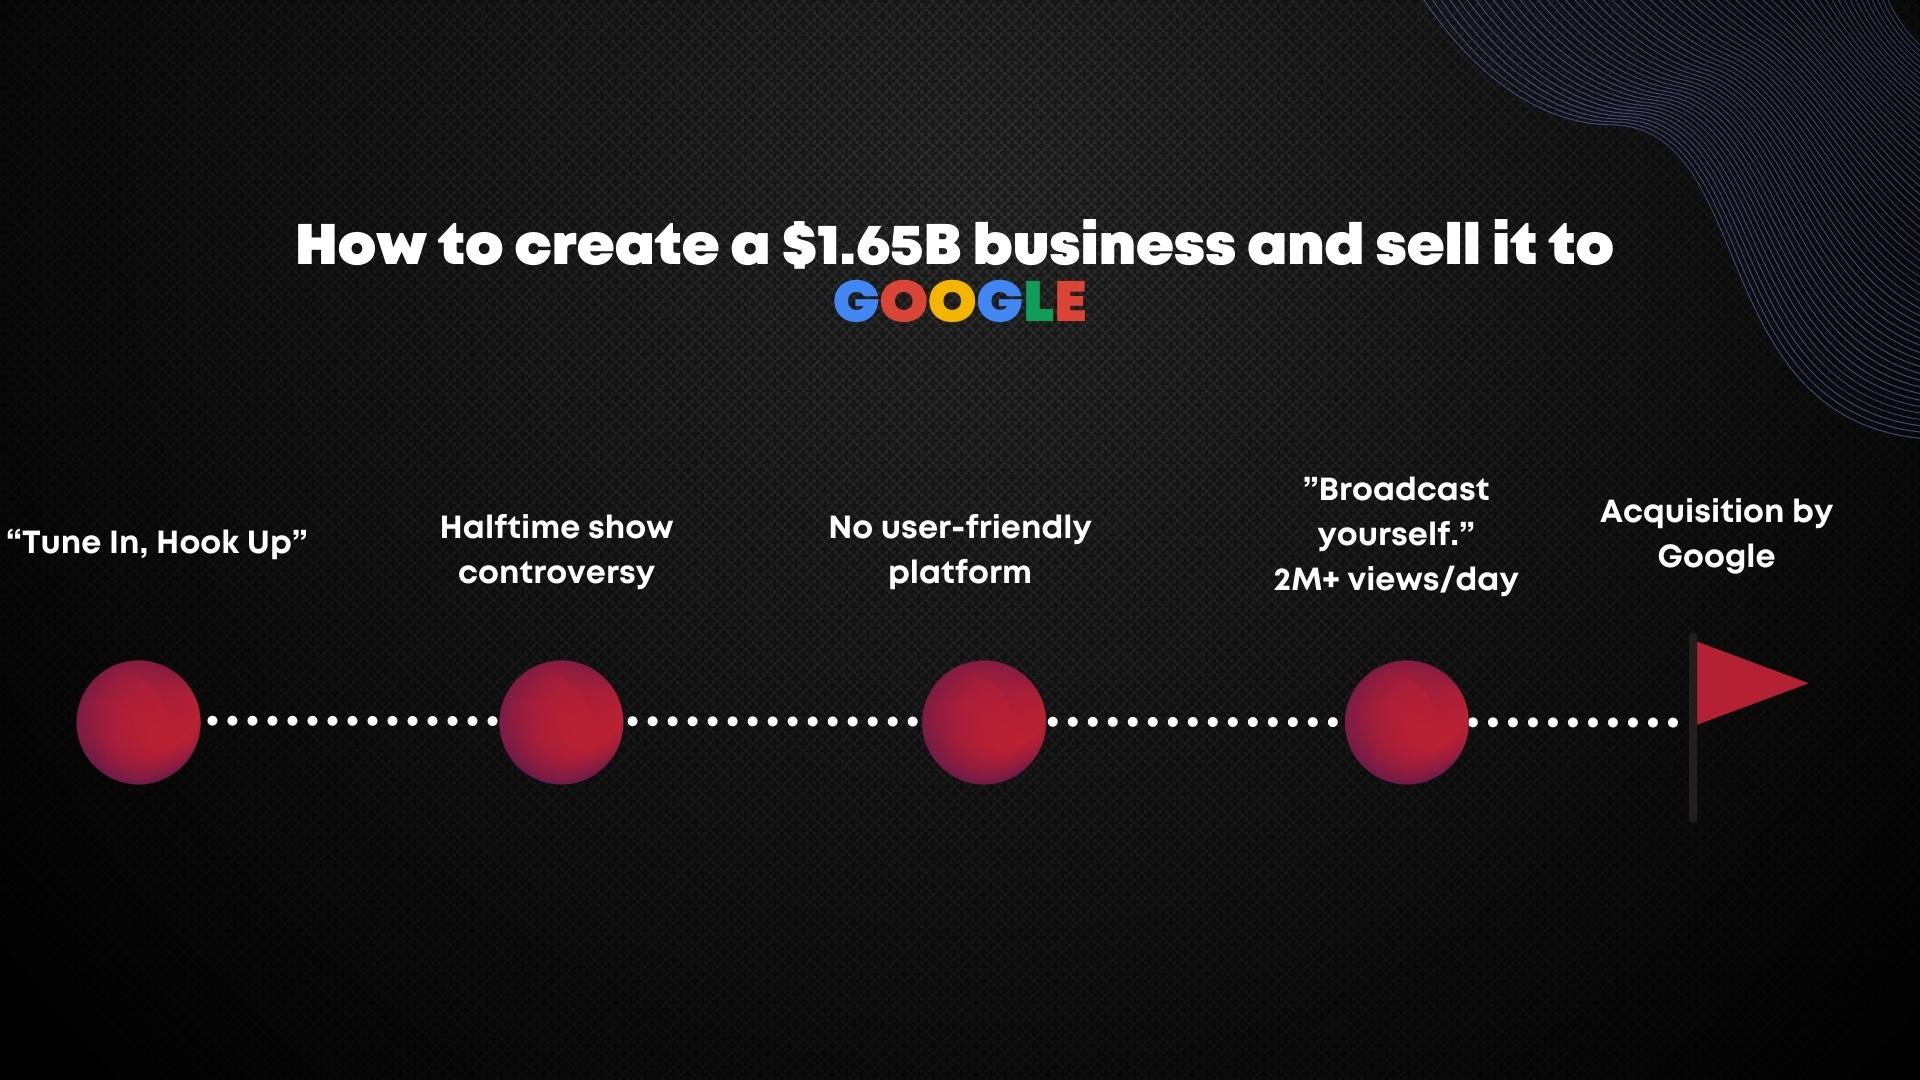 How to create a $1.65B business and sell it to
GOOGLE
“Tune In, Hook Up”
Halftime show
controversy
No user-friendly
platform
”Broadcast
yourself.”
2M+ views/day
Acquisition by
Google